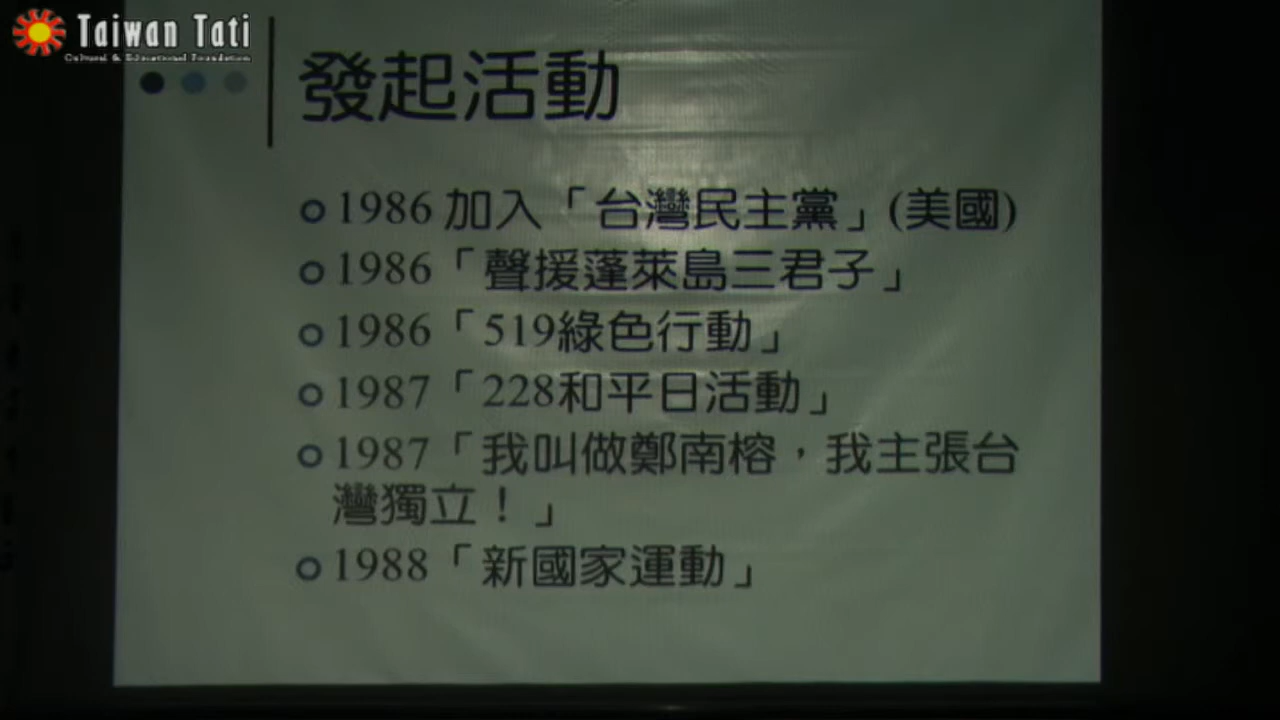 Taiwan Tati
Cultural & Educational Foundation
發起活動
1986 加入「台灣民主黨」(美國)
1986「聲援蓬萊島三君子」
1986「519綠色行動」
1987「228和平日活動」
1987「我叫做鄭南榕，我主張台
灣獨立！」
1988「新國家運動」